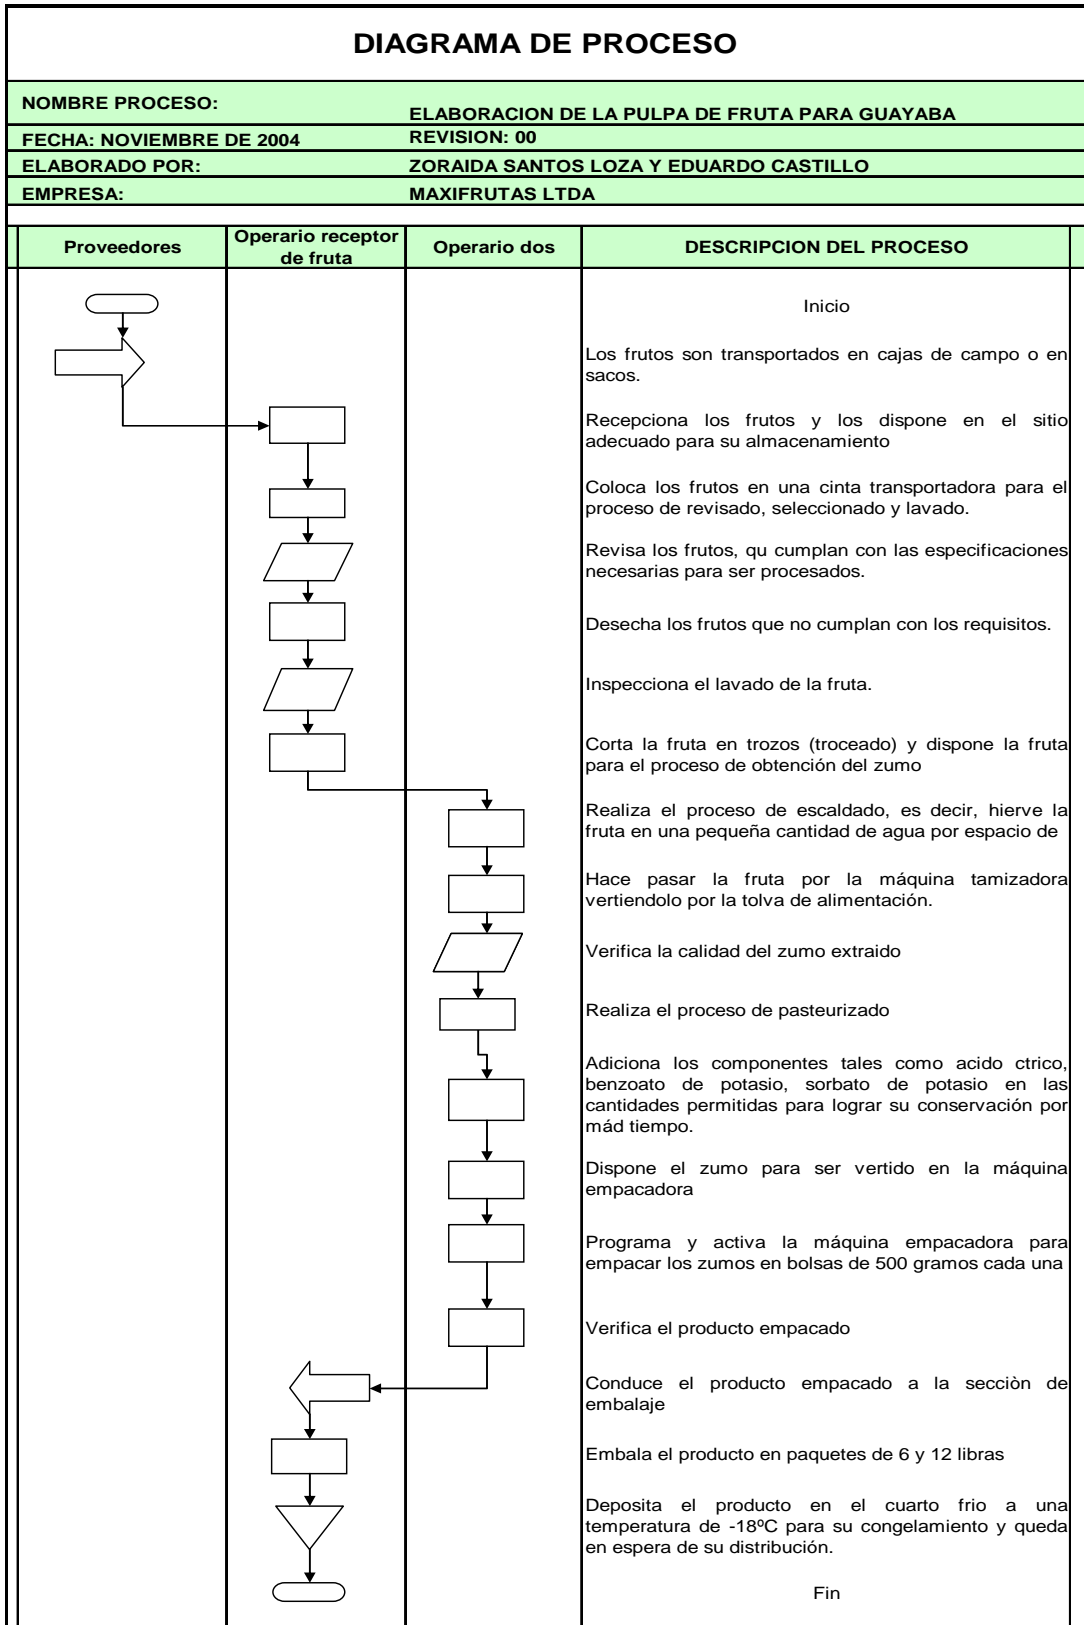 DIAGRAMA DE PROCESO
NOMBRE PROCESO:
ELABORACION DE LA PULPA DE FRUTA PARA GUAYABA
FECHA: NOVIEMBRE DE 2004 REVISION: 00
ELABORADO POR: ZORAIDA SANTOS LOZA Y EDUARDO CASTILLO
EMPRESA: MAXIFRUTAS LTDA
Proveedores
Operario receptor
de fruta
Operario dos
DESCRIPCION DEL PROCESO
Inicio
Los frutos son transportados en cajas de campo o en
sacos.
Recepciona los frutos y los dispone en el sitio
adecuado para su almacenamiento
Coloca los frutos en una cinta transportadora para el
proceso de revisado, seleccionado y lavado.
Revisa los frutos, qu cumplan con las especificaciones
necesarias para ser procesados.
Desecha los frutos que no cumplan con los requisitos.
Inspecciona el lavado de la fruta.
Corta la fruta en trozos (troceado) y dispone la fruta
para el proceso de obtención del zumo
Realiza el proceso de escaldado, es decir, hierve la
fruta en una pequeña cantidad de agua por espacio de
Hace pasar la fruta por la máquina tamizadora
vertiendolo por la tolva de alimentación.
Verifica la calidad del zumo extraido
Realiza el proceso de pasteurizado
Adiciona los componentes tales como acido ctrico,
benzoato de potasio, sorbato de potasio en las
cantidades permitidas para lograr su conservación por
mád tiempo.
Dispone el zumo para ser vertido en la máquina
empacadora
Programa y activa la máquina empacadora para
empacar los zumos en bolsas de 500 gramos cada una
Verifica el producto empacado
Conduce el producto empacado a la secciòn de
embalaje
Embala el producto en paquetes de 6 y 12 libras
Deposita el producto en el cuarto frio a una
temperatura de -18ºC para su congelamiento y queda
en espera de su distribución.
Fin